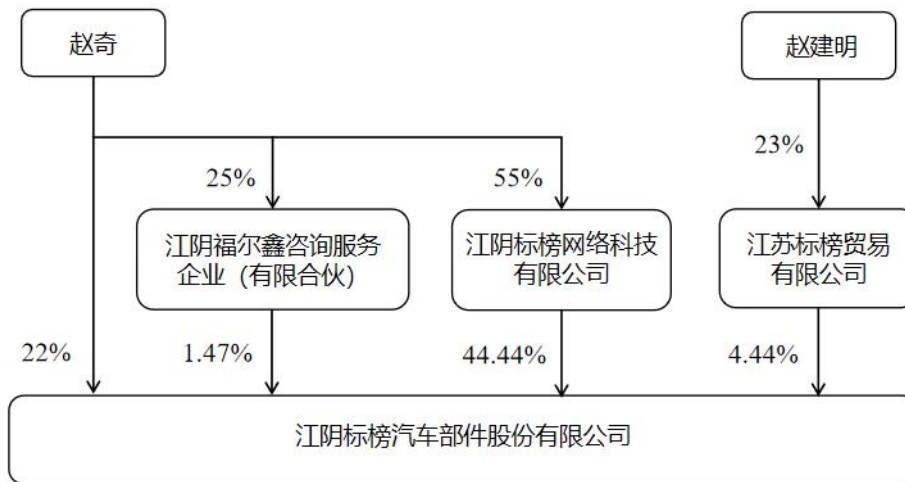 赵奇
赵建明
25%
55%
23%
江阴福尔鑫咨询服务
企业（有限合伙）
江阴标榜网络科技
有限公司
江苏标榜贸易
有限公司
22%
1.47%
44.44%
4.44%
江阴标榜汽车部件股份有限公司